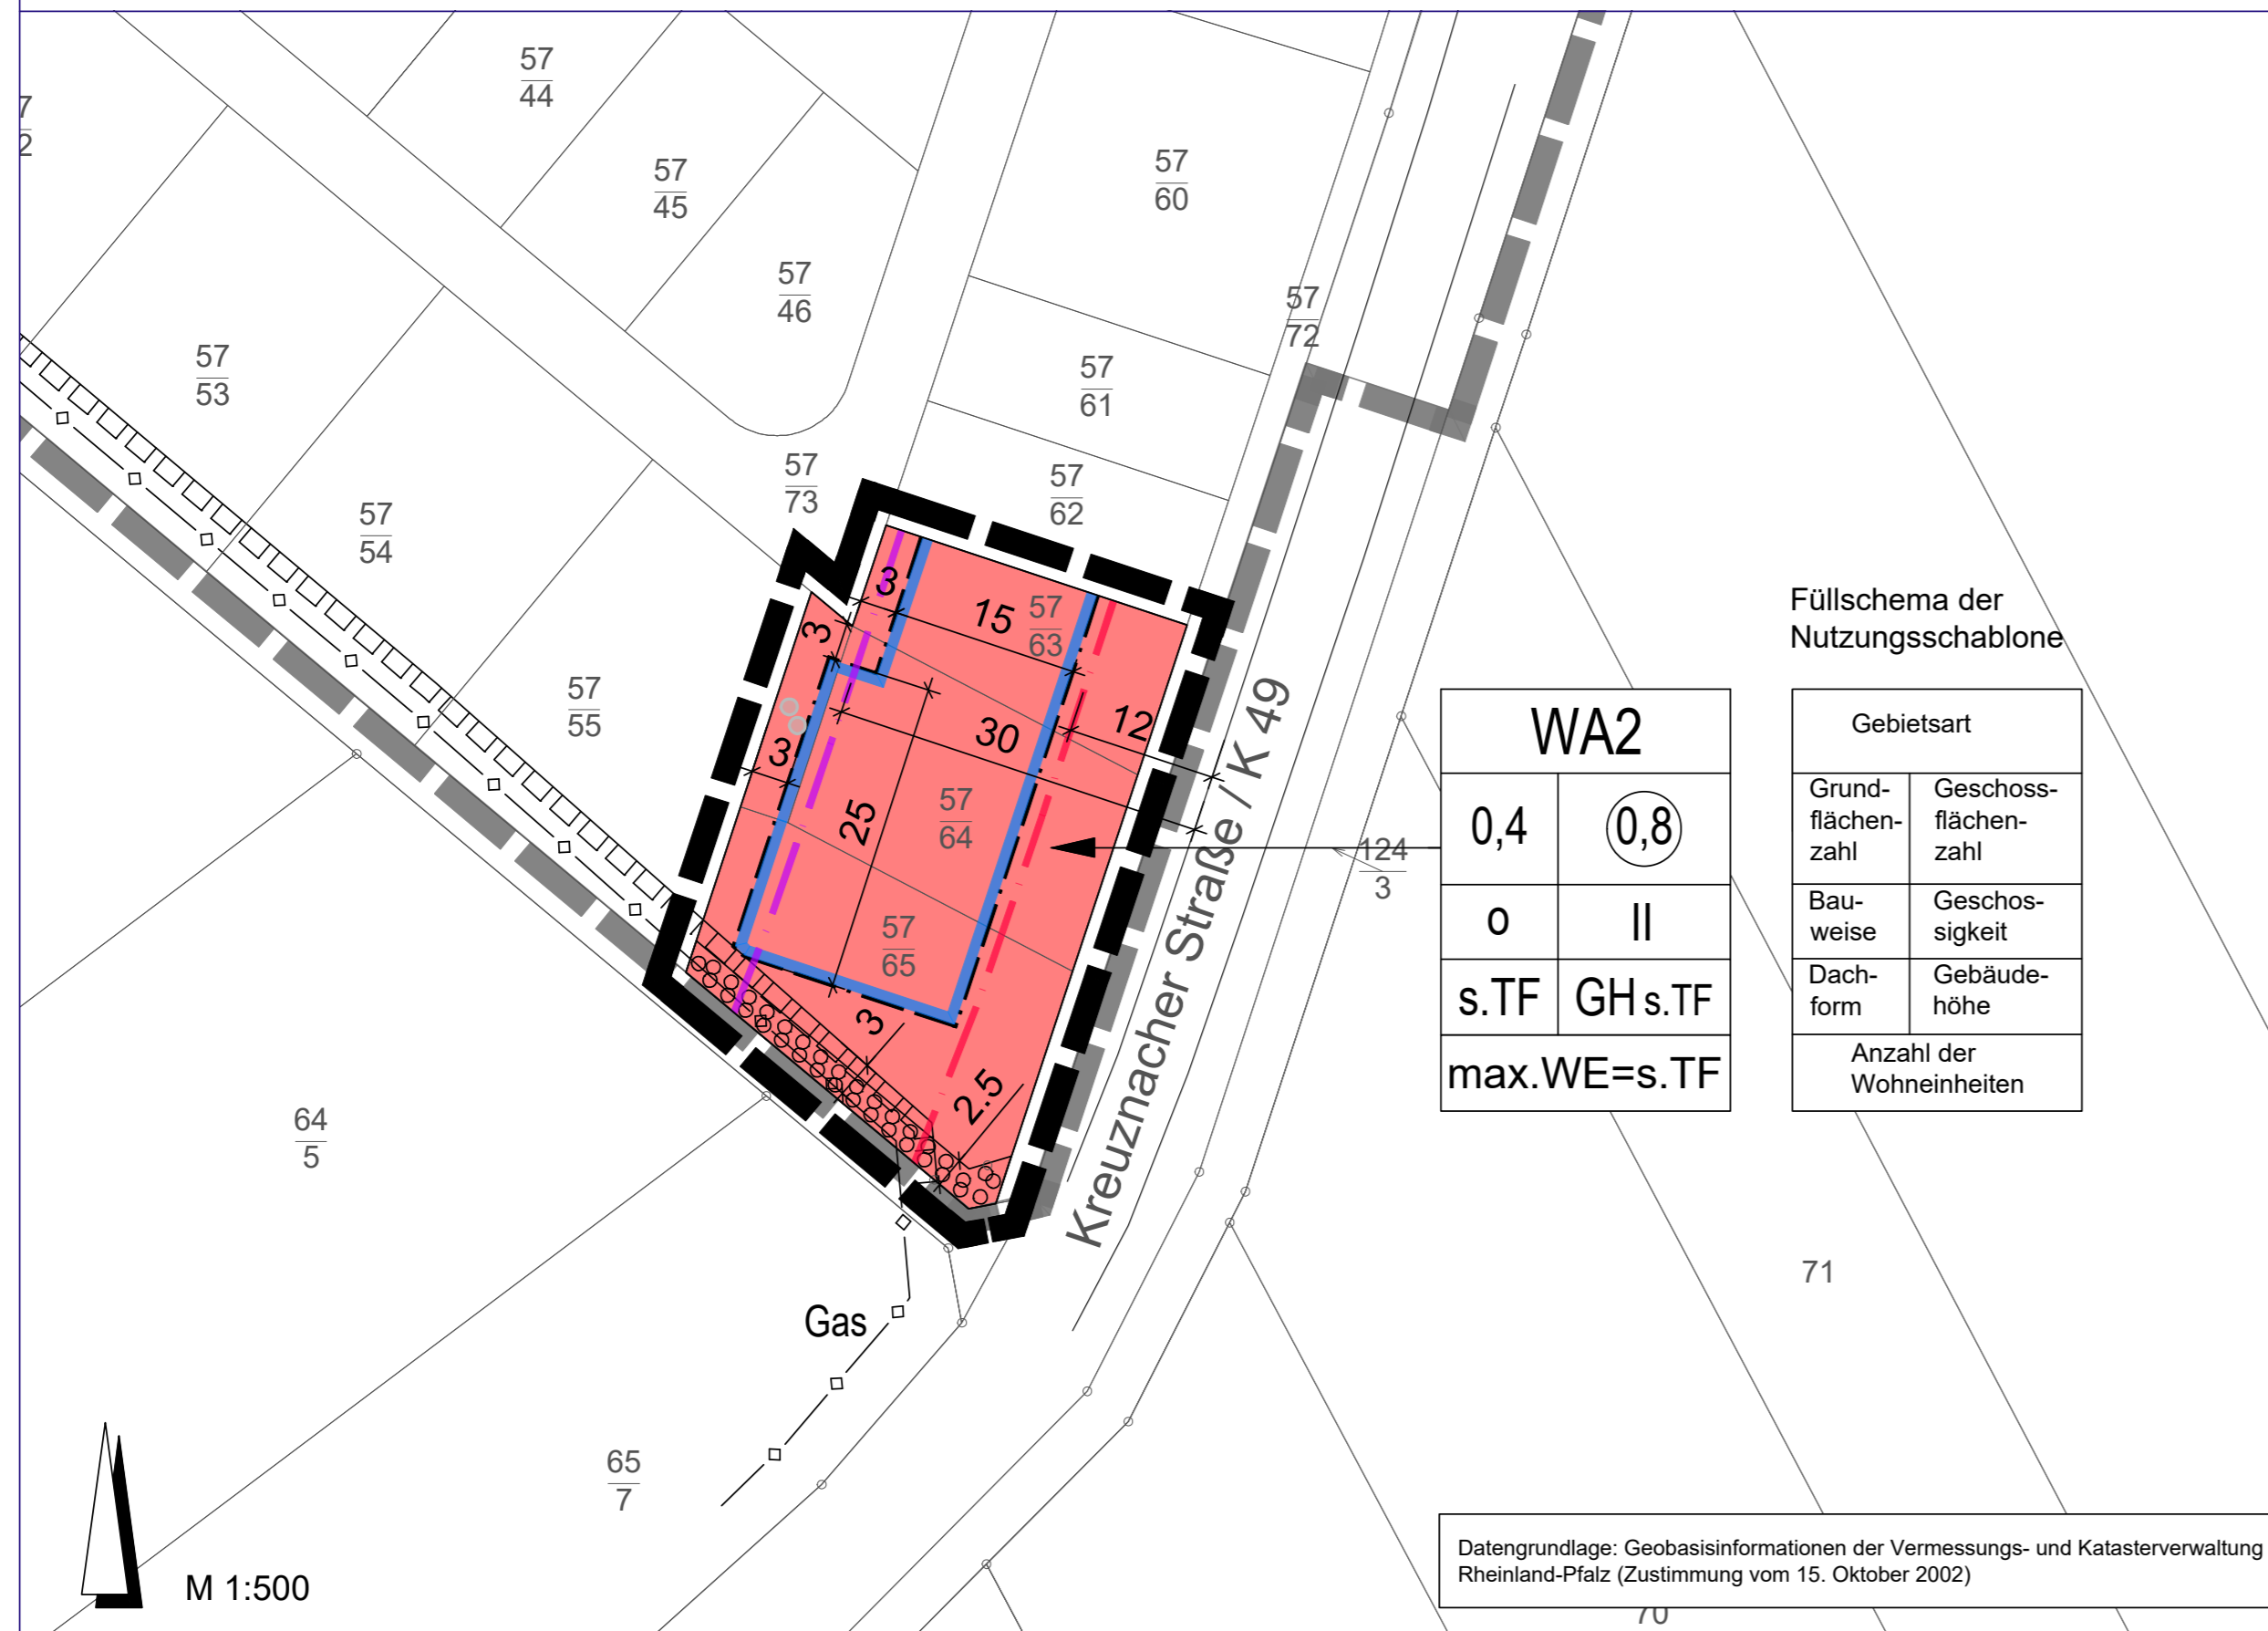 57
44
7
2
57
45
57
60
57
46
57
72
57
53
57
61
57
73
57
62
57
54
57
55
3
15
57
63
3
30
12
3
25
57
64
57
65
3
2.5
Kreuznacher Straße / K 49
124
3
Füllschema der
Nutzungsschablone
WA2
0,4
0,8
o
II
s.TF
GH s.TF
max.WE=s.TF
Gebietsart
Grund-
flächen-
zahl
Geschoss-
flächen-
zahl
Bau-
weise
Geschos-
sigkeit
Dach-
form
Gebäude-
höhe
Anzahl der
Wohneinheiten
64
5
71
Gas
65
7
M 1:500
Datengrundlage: Geobasisinformationen der Vermessungs- und Katasterverwaltung
Rheinland-Pfalz (Zustimmung vom 15. Oktober 2002)
70